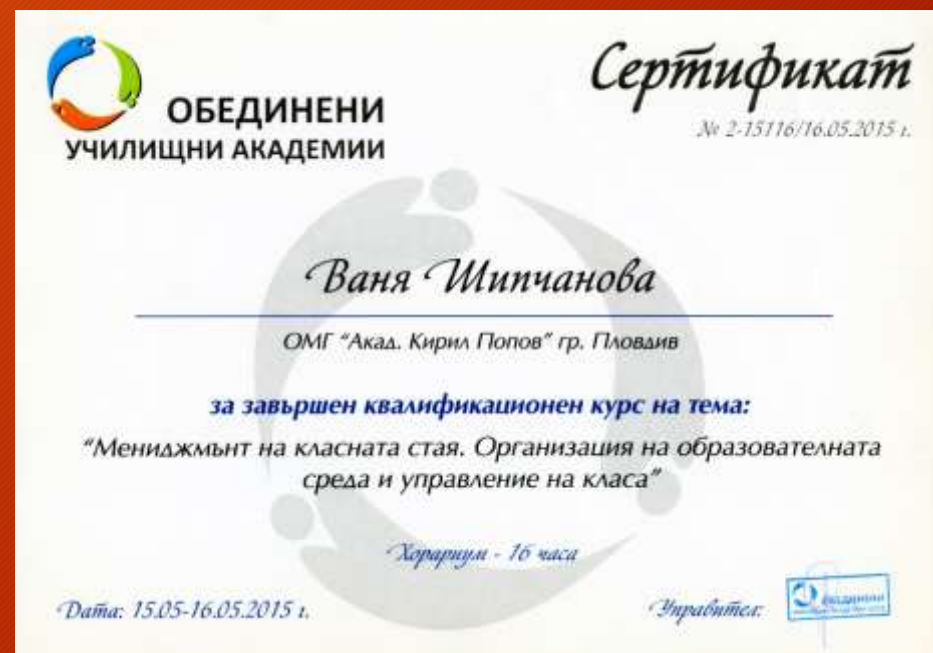 ОБЕДИНЕНИ
УЧИЛИЩНИ АКАДЕМИИ
Сертификат
№ 2-15116/16.05.2015 г.
Ваня Шипчанова
ОМГ "Акад. Кирил Попов" гр. Пловдив
за завършен квалификационен курс на тема:
"Мениджмънт на класната стая. Организация на образователната
среда и управление на класа"
Хорариум - 16 часа
Дата: 15.05-16.05.2015 г.
Управител:
ОБЕДИНЕНИ